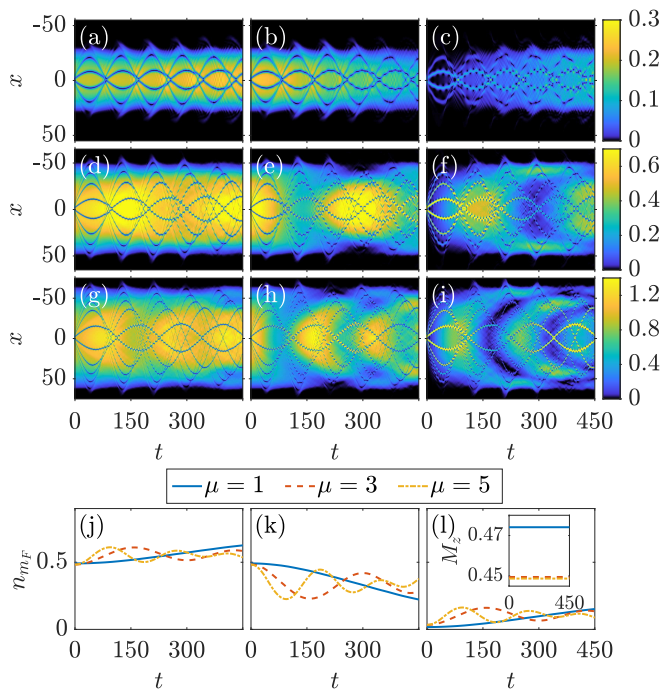 -50
x
0
50
(a)
(b)
(c)
0.3
0.2
0.1
0
-50
x
0
50
(d)
(e)
(f)
0.6
0.4
0.2
0
-50
x
0
50
(g)
(h)
(i)
1.2
0.8
0.4
0
0 150 300
0 150 300
0 150 300 450
t
t
t
μ = 1 μ = 3 μ = 5
n_{m_F}
0.5
0
(j)
(k)
(l)
M_z
0.47
0.45
0 450
0 150 300
0 150 300
0 150 300 450
t
t
t